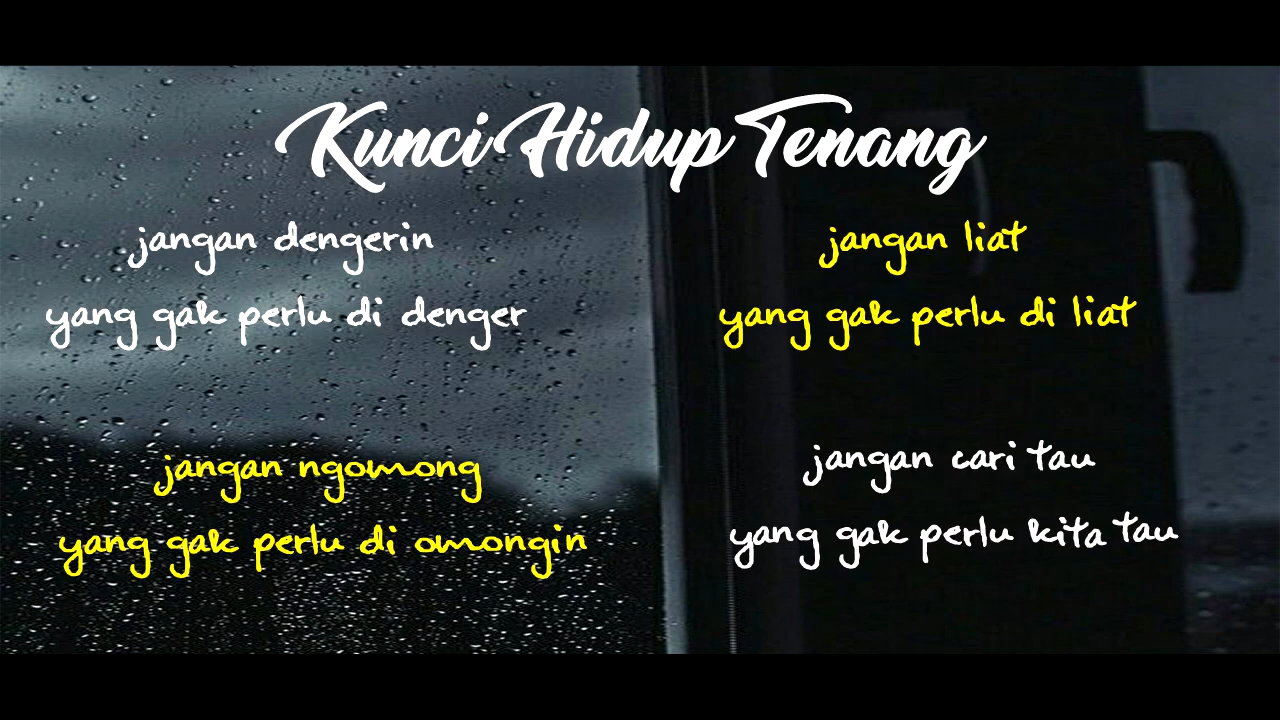 Kunci Hidup Tenang
jangan dengerin
yang gak perlu di denger
jangan liat
yang gak perlu di liat
jangan ngomong
yang gak perlu di omongin
jangan cari tau
yang gak perlu kita tau